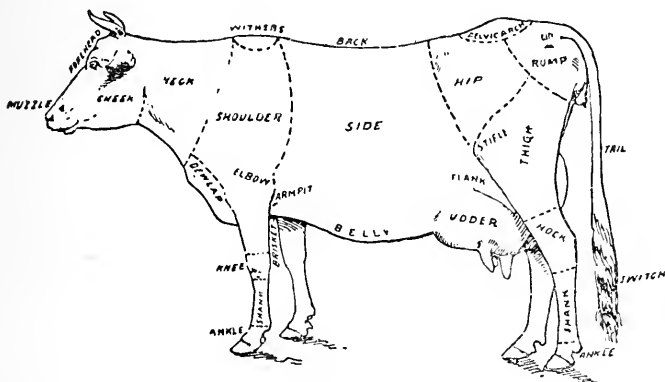 WITHERS
BACK
PELVIC ARCH
FOREHEAD
RUMP
HIP
NECK
MUZZLE
CHEEK
SHOULDER
SIDE
STIFLE
THIGH
TAIL
DEWLAP
ELBOW
FLANK
ARMPIT
UDDER
BELLY
HOCK
BRISKET
KNEE
SWITCH
SHANK
SHANK
ANKLE
ANKLE